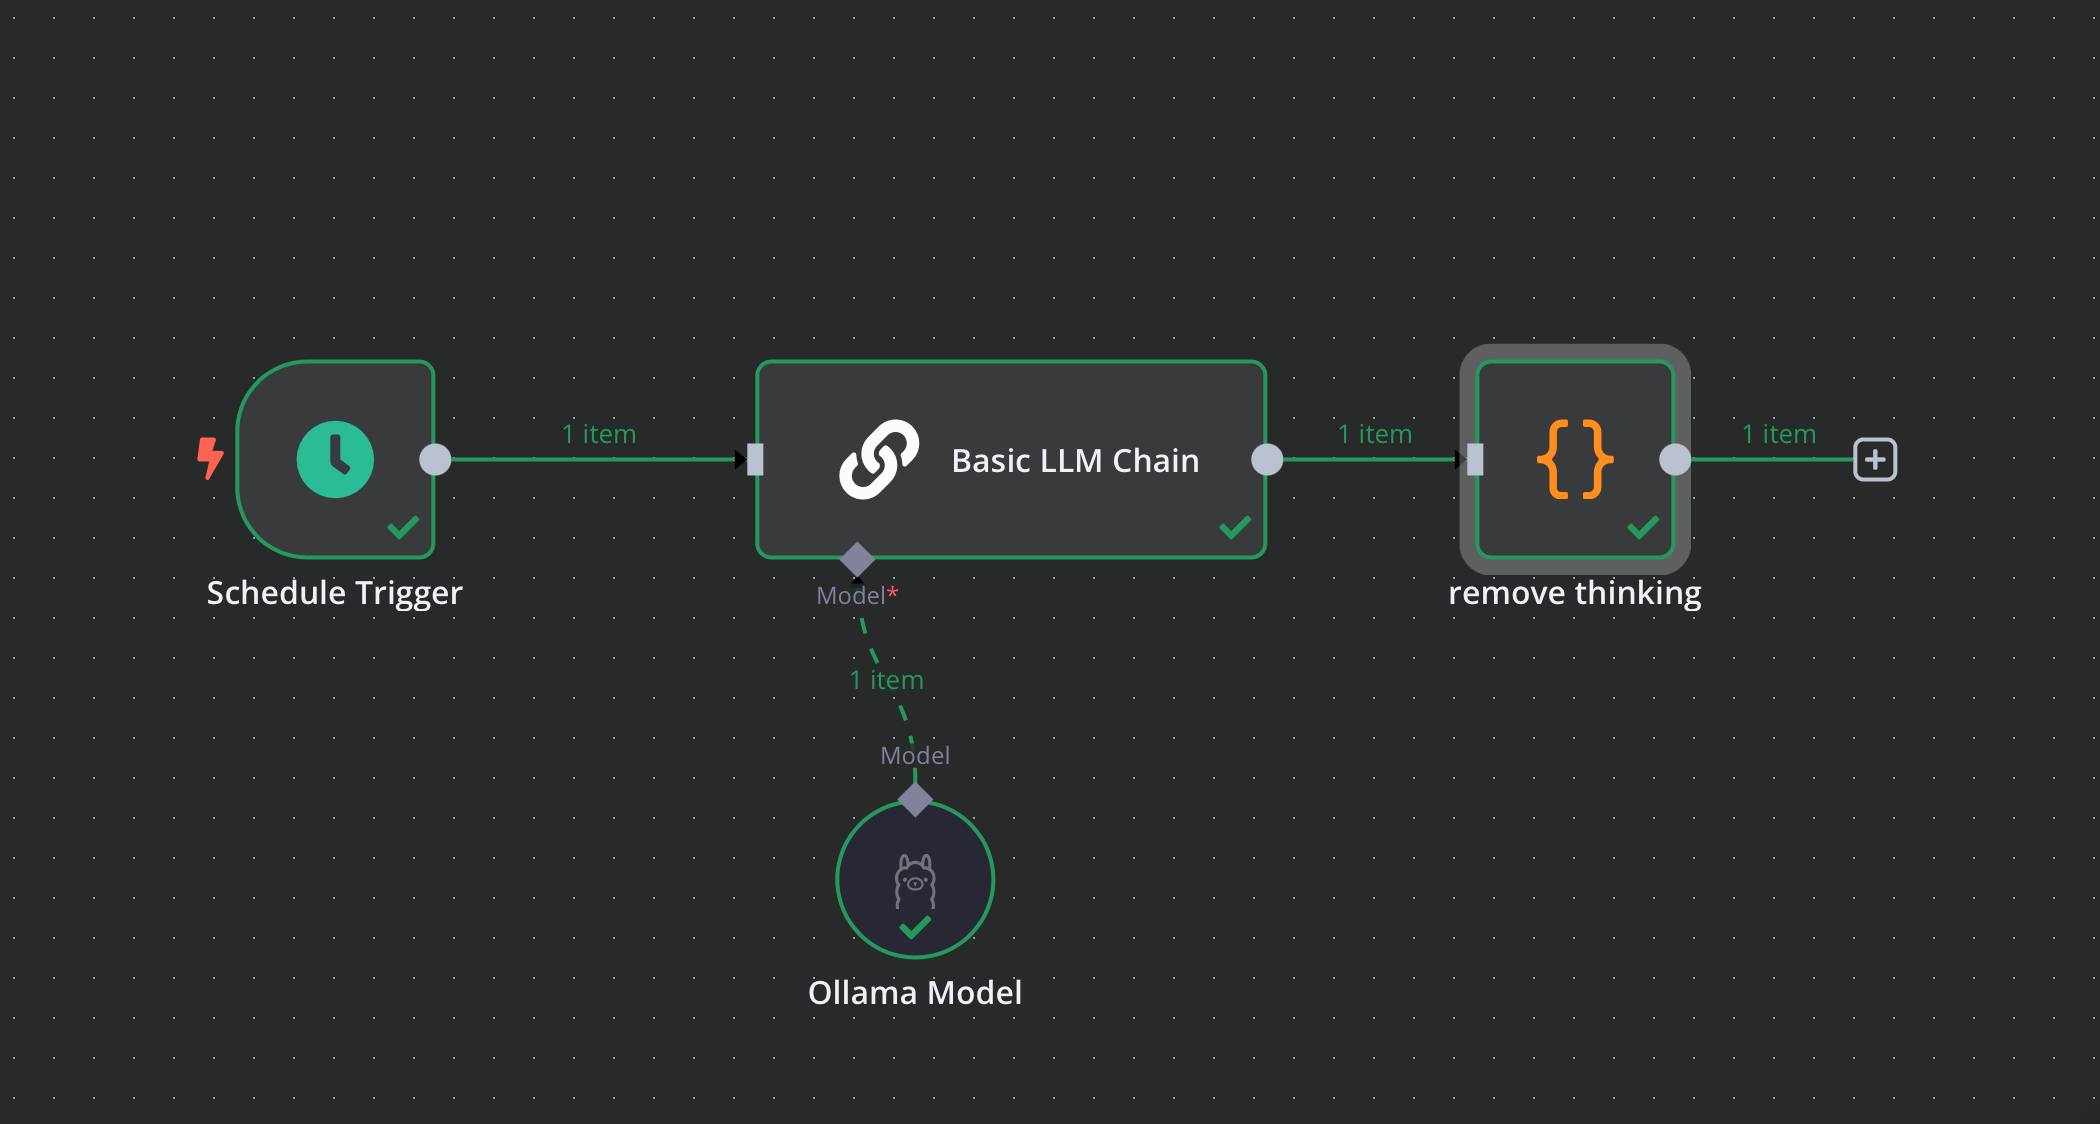 1 item
Basic LLM Chain
1 item
1 item
Schedule Trigger
Model*
remove thinking
1 item
Model
Ollama Model